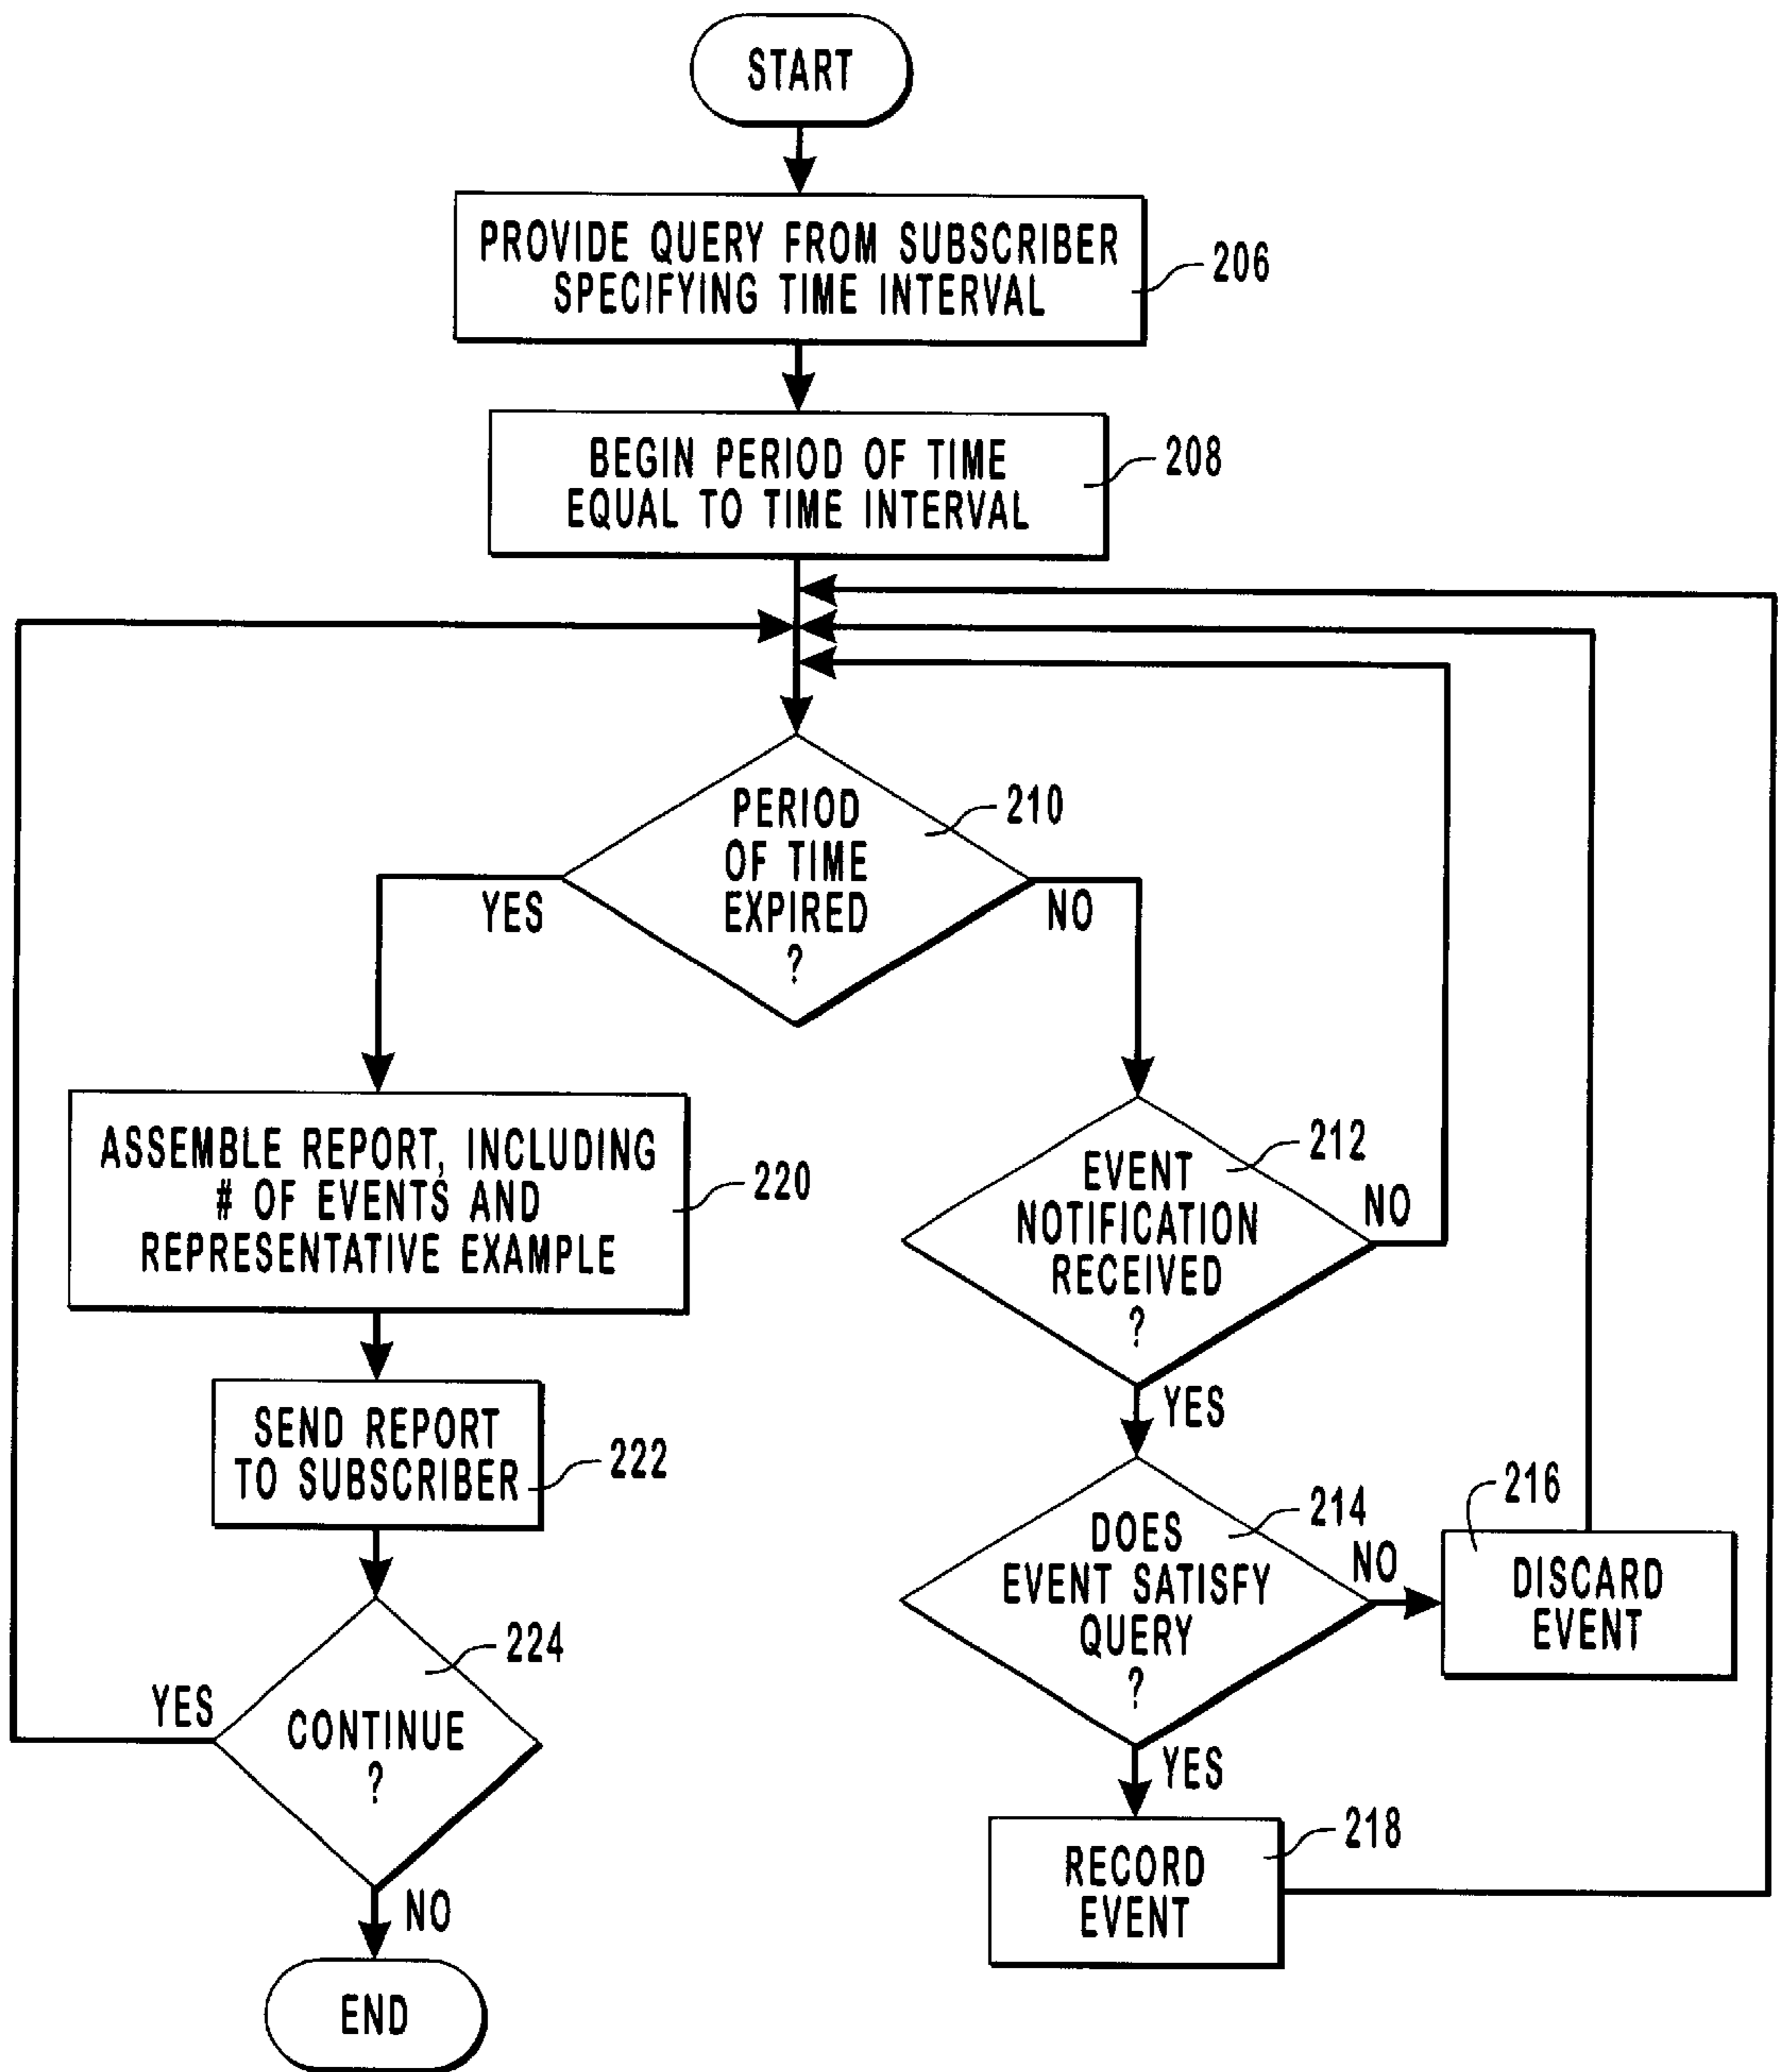 START
PROVIDE QUERY FROM SUBSCRIBER
SPECIFYING TIME INTERVAL
206
BEGIN PERIOD OF TIME
EQUAL TO TIME INTERVAL
208
PERIOD
OF TIME
EXPIRED
?
210
YES
NO
ASSEMBLE REPORT, INCLUDING
# OF EVENTS AND
REPRESENTATIVE EXAMPLE
220
EVENT
NOTIFICATION
RECEIVED
?
212
NO
YES
SEND REPORT
TO SUBSCRIBER
222
DOES
EVENT SATISFY
QUERY
?
214
NO
216
DISCARD
EVENT
YES
CONTINUE
?
224
YES
NO
RECORD
EVENT
218
END